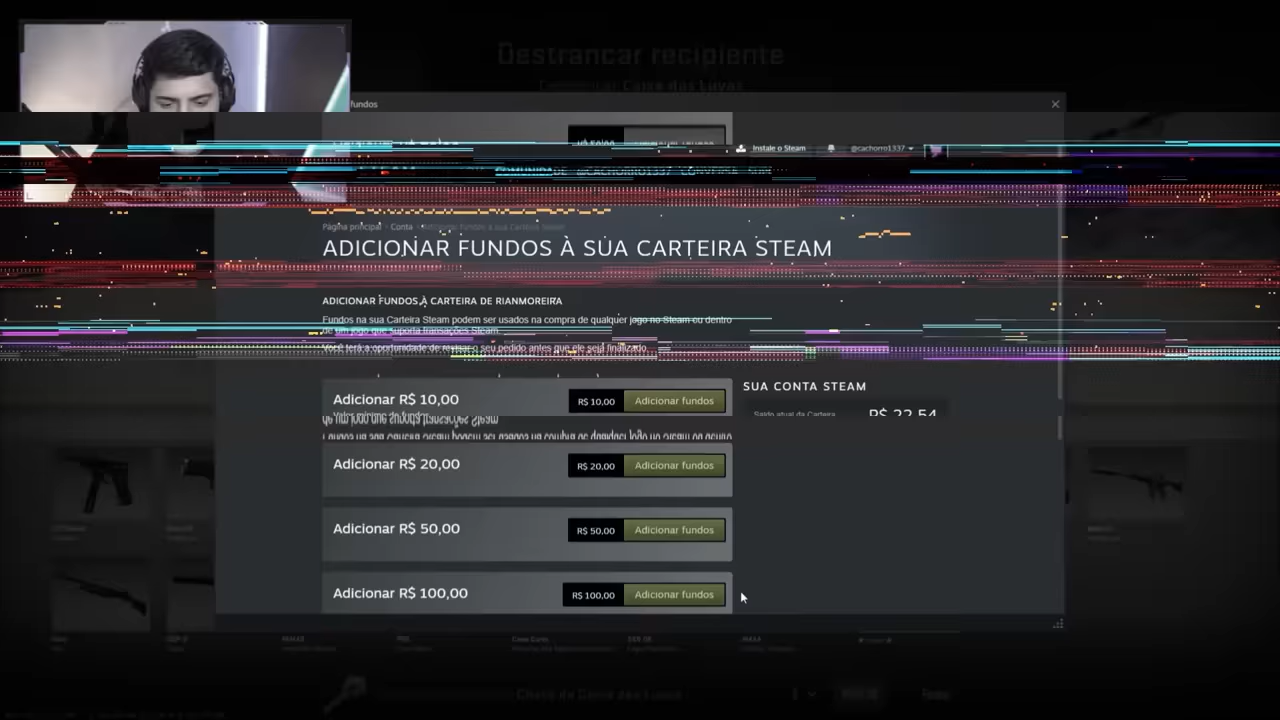 Destrancar recipiente
fundos
Instale o Steam
@cachorro1337
Página principal › Conta ›
ADICIONAR FUNDOS À SUA CARTEIRA STEAM
ADICIONAR FUNDOS À CARTEIRA DE RIANMOREIRA
Fundos na sua Carteira Steam podem ser usados na compra de qualquer jogo no Steam ou dentro
de um jogo que suporta transações Steam.
Você terá a oportunidade de revisar o seu pedido antes que ele seja finalizado.
SUA CONTA STEAM
Adicionar R$ 10,00
R$ 10,00
Adicionar fundos
Saldo atual da Carteira
R$ 22,54
Adicionar R$ 20,00
R$ 20,00
Adicionar fundos
Adicionar R$ 50,00
R$ 50,00
Adicionar fundos
Adicionar R$ 100,00
R$ 100,00
Adicionar fundos
Chave da Caixa das Luvas